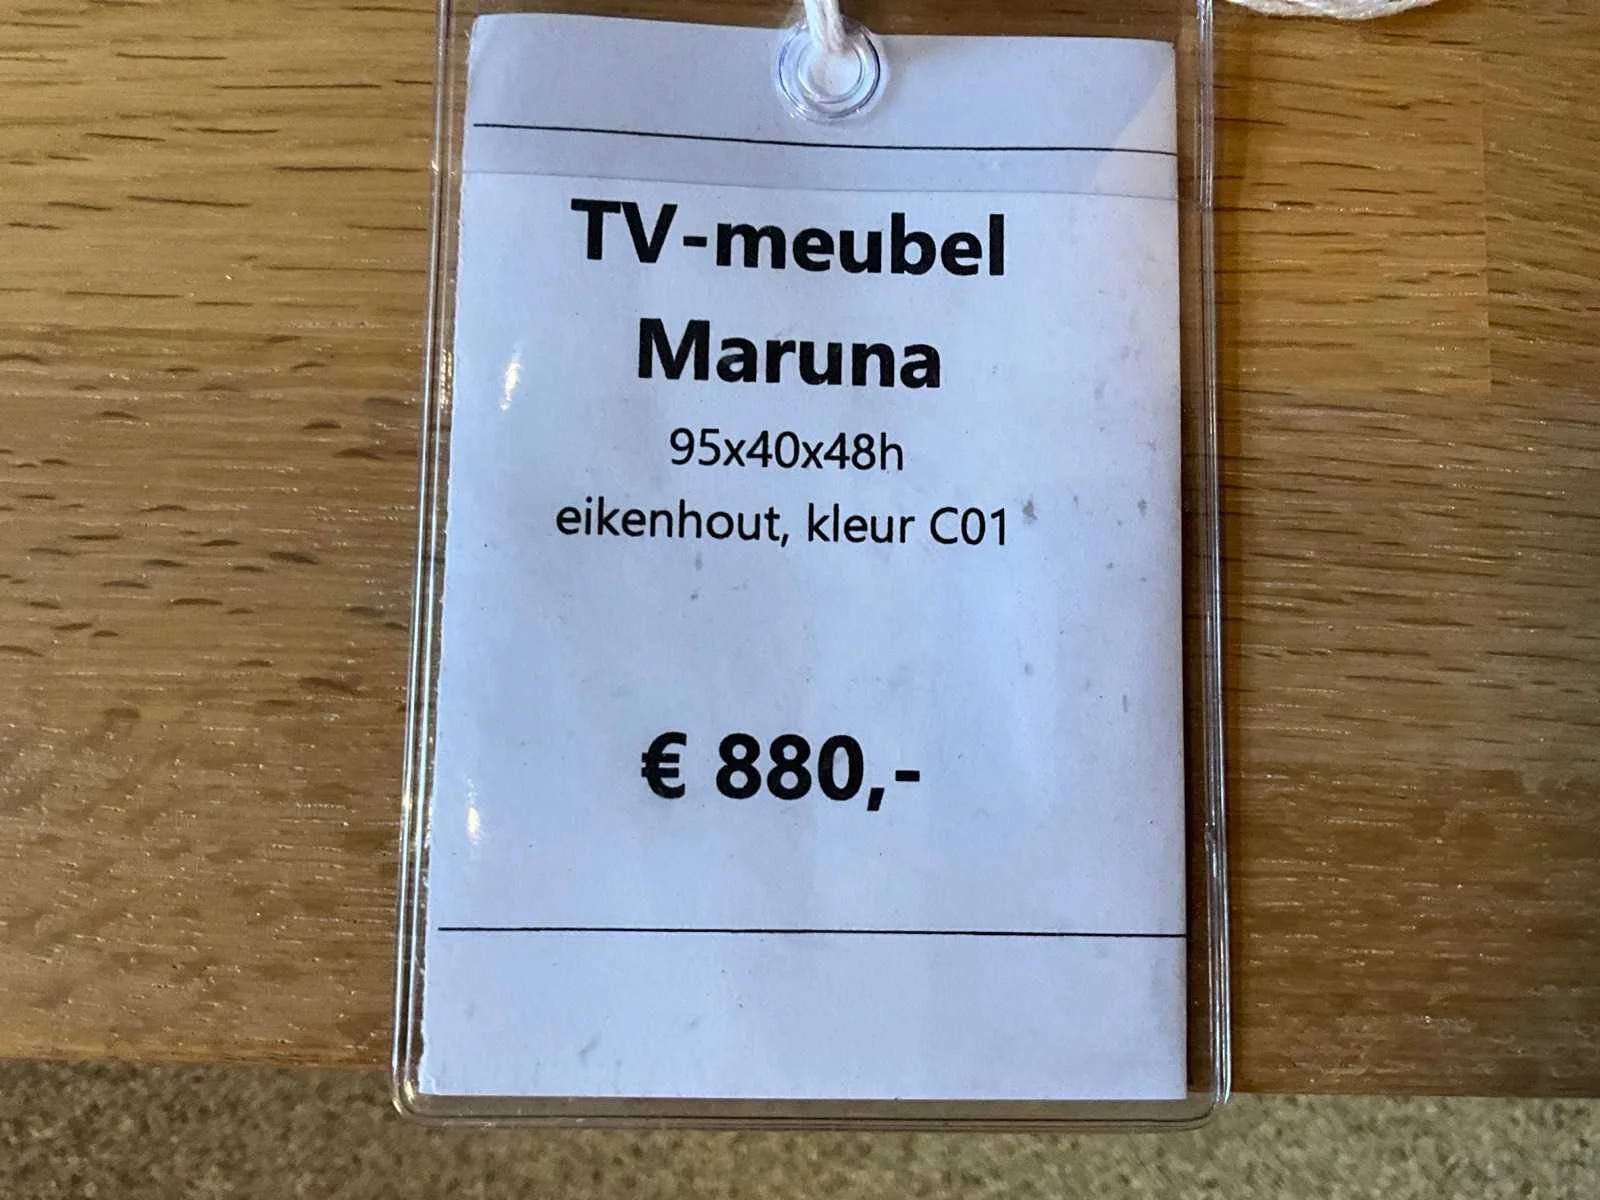 TV-meubel
Maruna
95x40x48h
eikenhout, kleur C01
€ 880,-